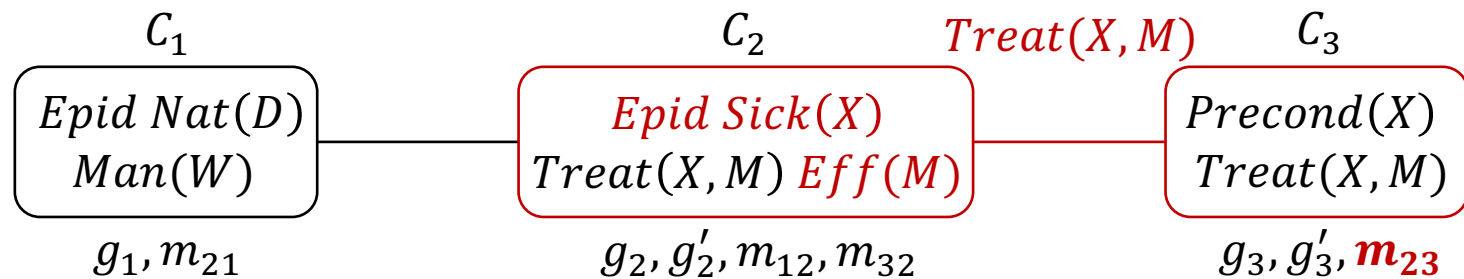 C₁ C₂ Treat(X, M) C₃
Epid Nat(D) Epid Sick(X) Precond(X)
Man(W) Treat(X, M) Eff(M) Treat(X, M)
g₁, m₂₁ g₂, g₂′, m₁₂, m₃₂ g₃, g₃′, m₂₃